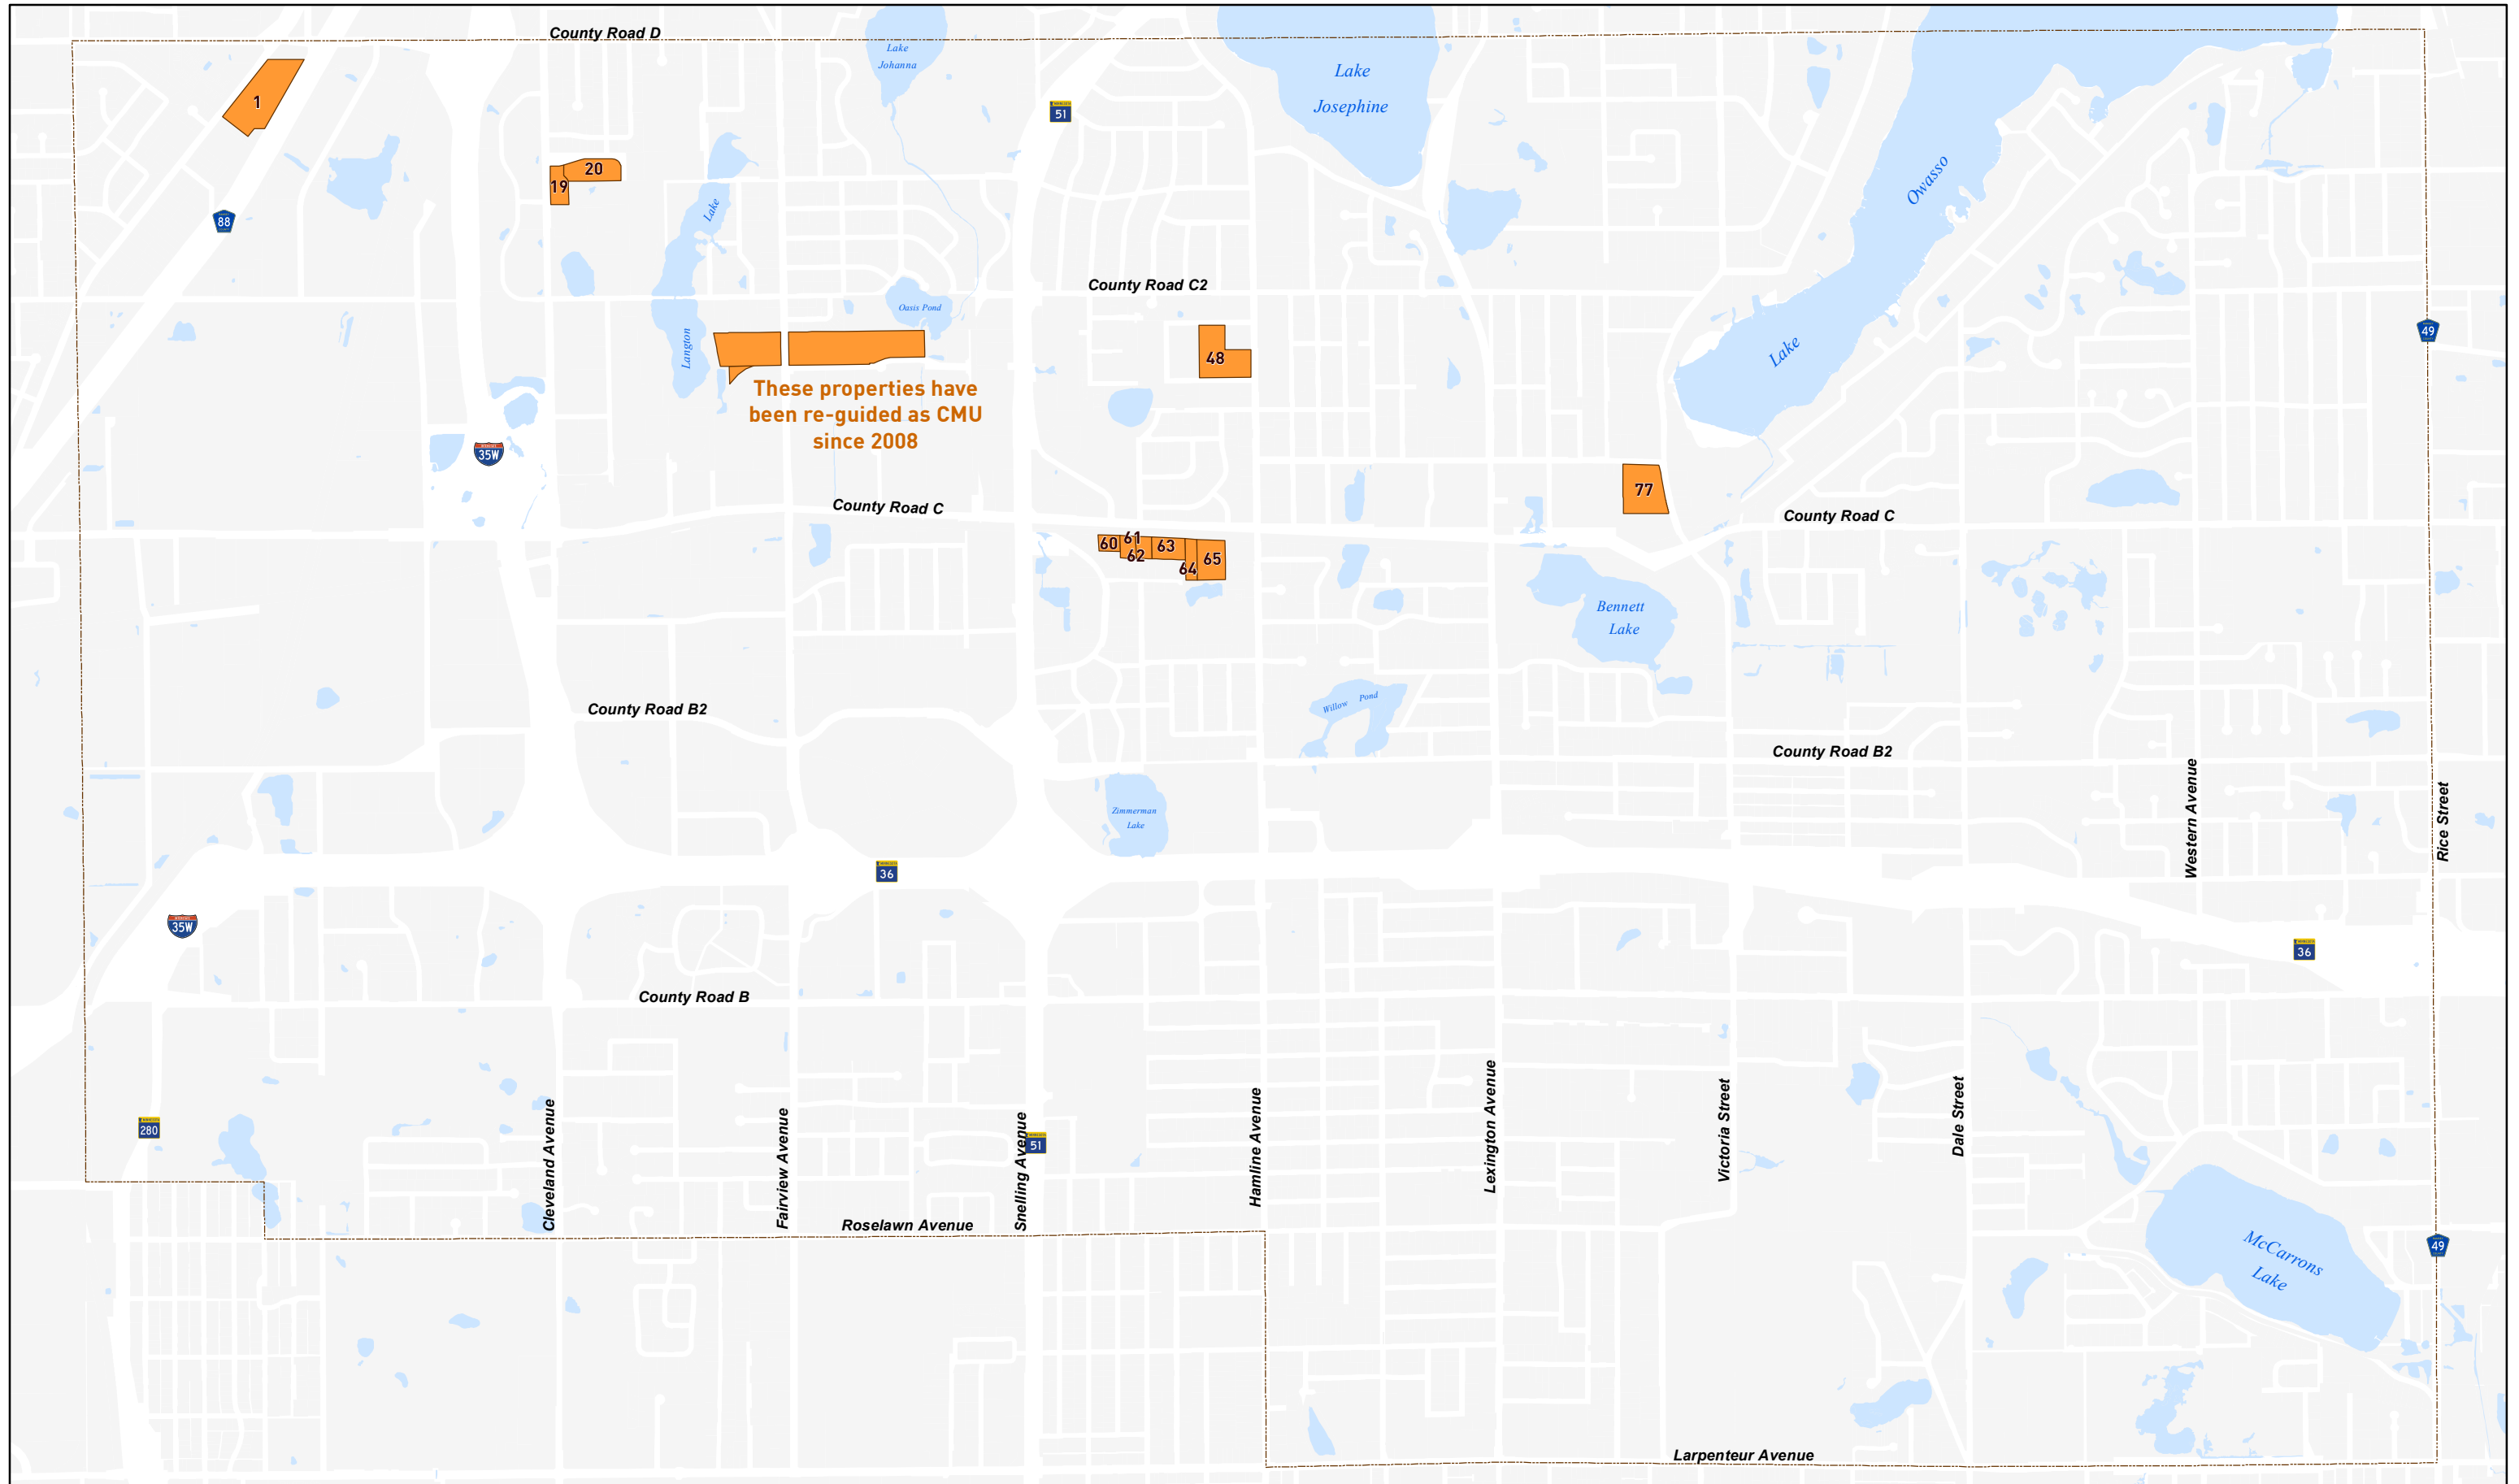 County Road D
Lake
Johanna
Lake
Josephine
1
51
20
19
Owasso
Lake
88
County Road C2
Oasis Pond
49
Langton
Lake
48
These properties have
been re-guided as CMU
since 2008
35W
77
County Road C
County Road C
60
61
62
63
64
65
Bennett
Lake
Willow Pond
County Road B2
County Road B2
Zimmerman
Lake
Western Avenue
Rice Street
36
35W
36
County Road B
280
Cleveland Avenue
Fairview Avenue
Snelling Avenue
51
Hamline Avenue
Lexington Avenue
Victoria Street
Dale Street
Roselawn Avenue
McCarrons
Lake
49
Larpenteur Avenue